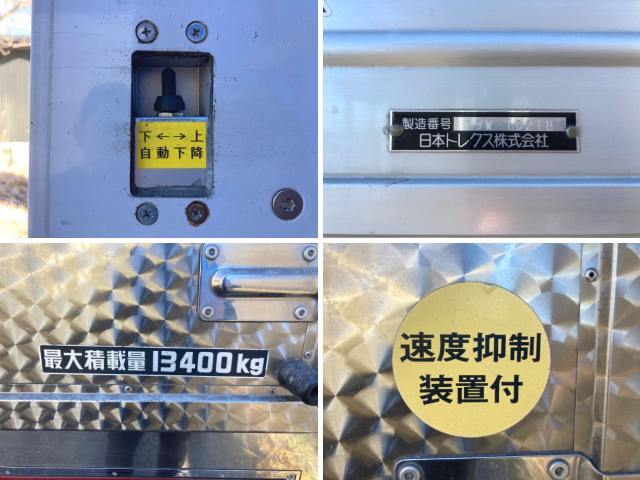 下←→上
自動下降
製造番号
日本トレクス株式会社
最大積載量 13400kg
速度抑制
装置付